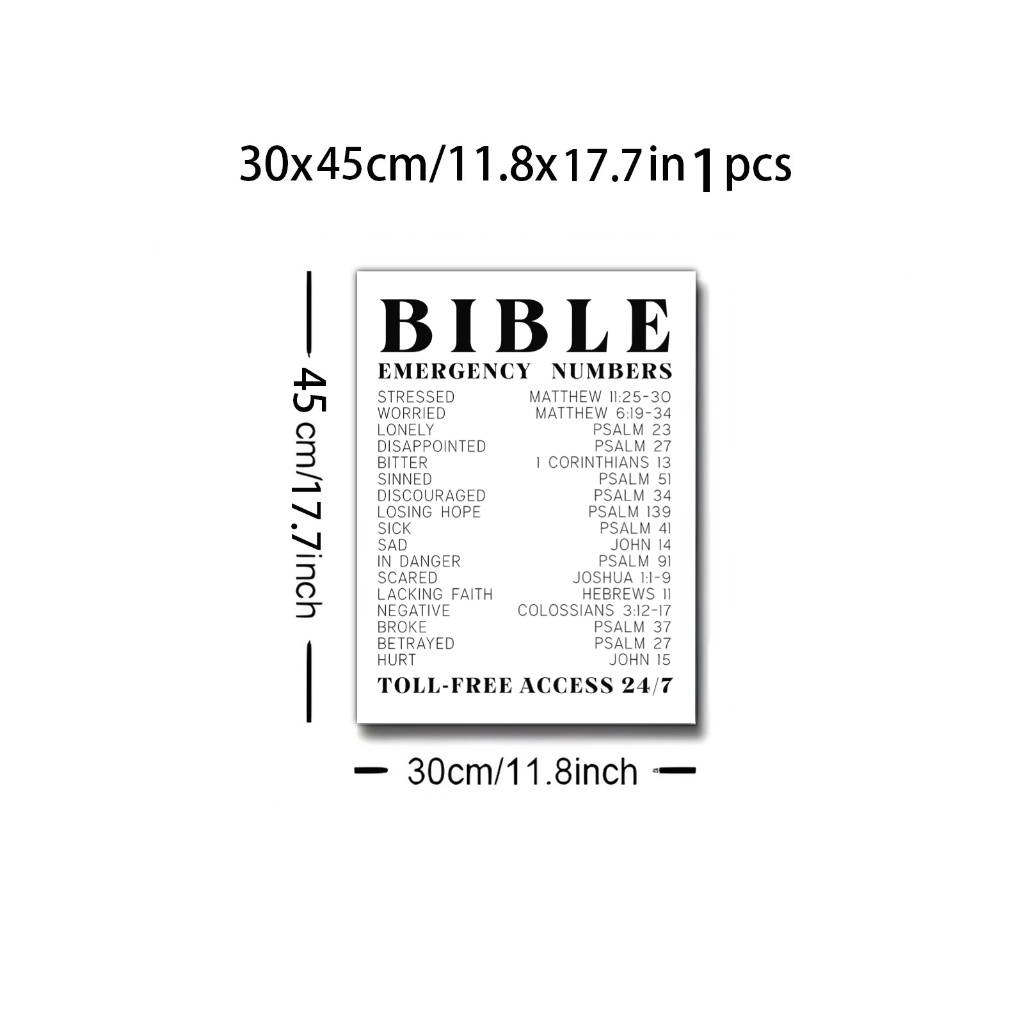 30x45cm/11.8x17.7in 1 pcs
45cm/17.7inch
BIBLE
EMERGENCY NUMBERS
STRESSED MATTHEW 11:25-30
WORRIED MATTHEW 6:19-34
LONELY PSALM 23
DISAPPOINTED PSALM 27
BITTER 1 CORINTHIANS 13
SINNED PSALM 51
DISCOURAGED PSALM 34
LOSING HOPE PSALM 139
SICK PSALM 41
SAD JOHN 14
IN DANGER PSALM 91
SCARED JOSHUA 1:1-9
LACKING FAITH HEBREWS 11
NEGATIVE COLOSSIANS 3:12-17
BROKE PSALM 37
BETRAYED PSALM 27
HURT JOHN 15
TOLL-FREE ACCESS 24/7
30cm/11.8inch